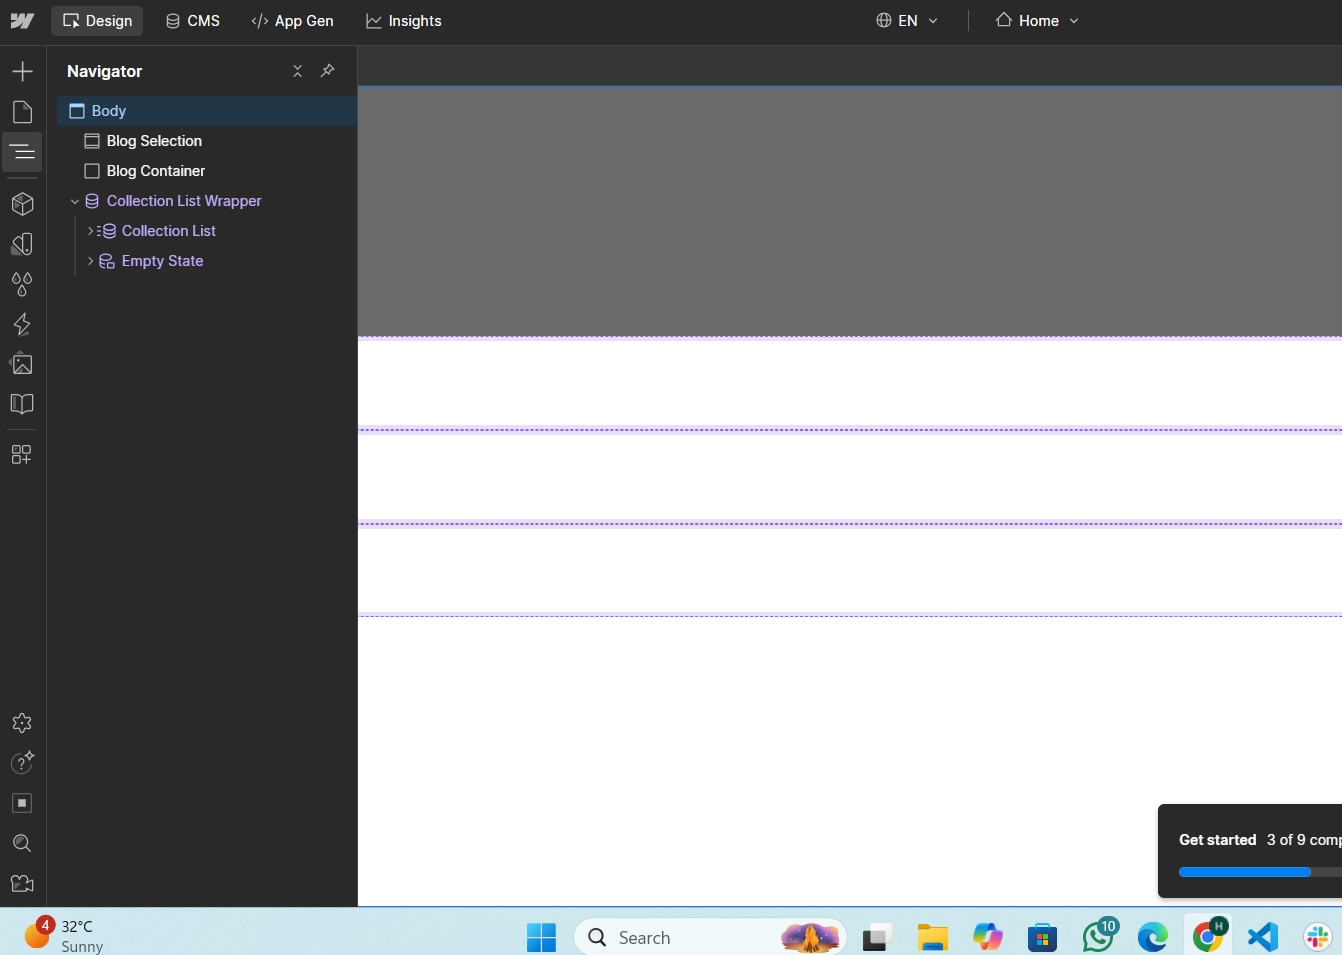 Design
CMS
App Gen
Insights
EN
Home
Navigator
Body
Blog Selection
Blog Container
Collection List Wrapper
Collection List
Empty State
Get started 3 of 9 comp
4
32°C
Sunny
Search
10
H